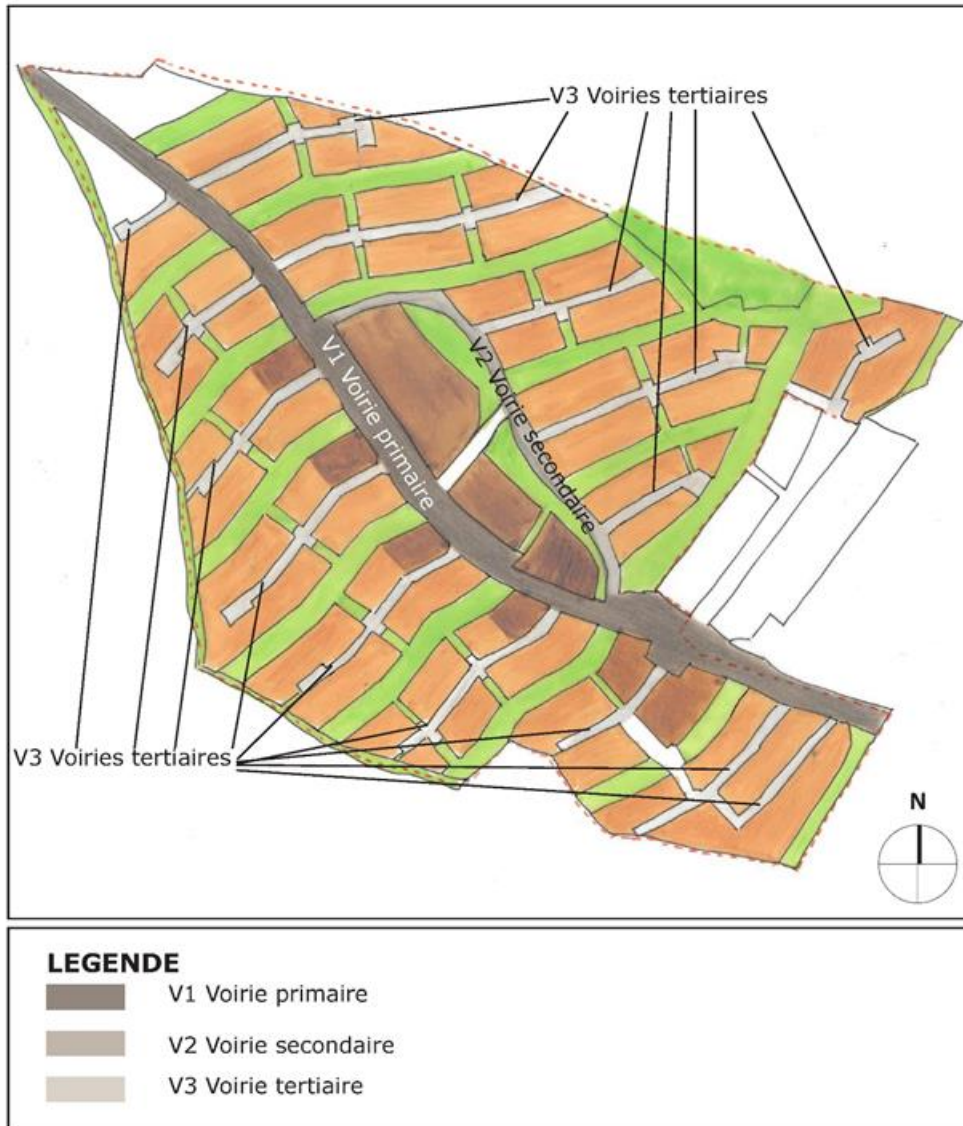 V3 Voiries tertiaires
V1 Voirie primaire
V2 Voirie secondaire
V3 Voiries tertiaires
N
LEGENDE
V1 Voirie primaire
V2 Voirie secondaire
V3 Voirie tertiaire